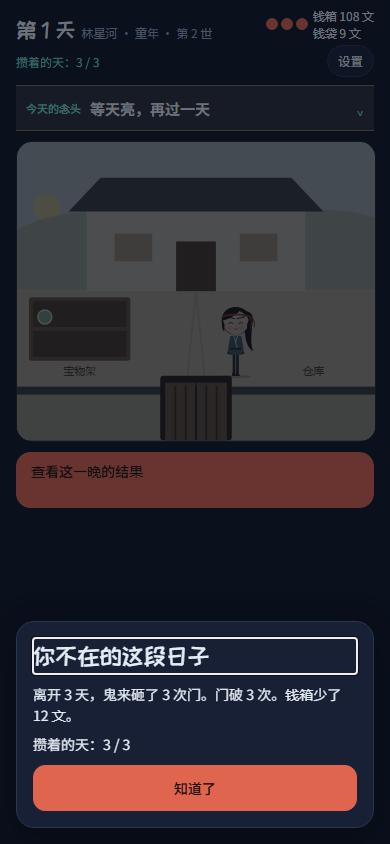 第1天 林星河 · 童年 · 第 2 世
钱箱 108 文
钱袋 9 文
攒着的天：3 / 3
设置
今天的念头 等天亮，再过一天
宝物架
仓库
查看这一晚的结果
你不在的这段日子
离开 3 天，鬼来砸了 3 次门。门破 3 次。钱箱少了
12 文。
攒着的天：3 / 3
知道了